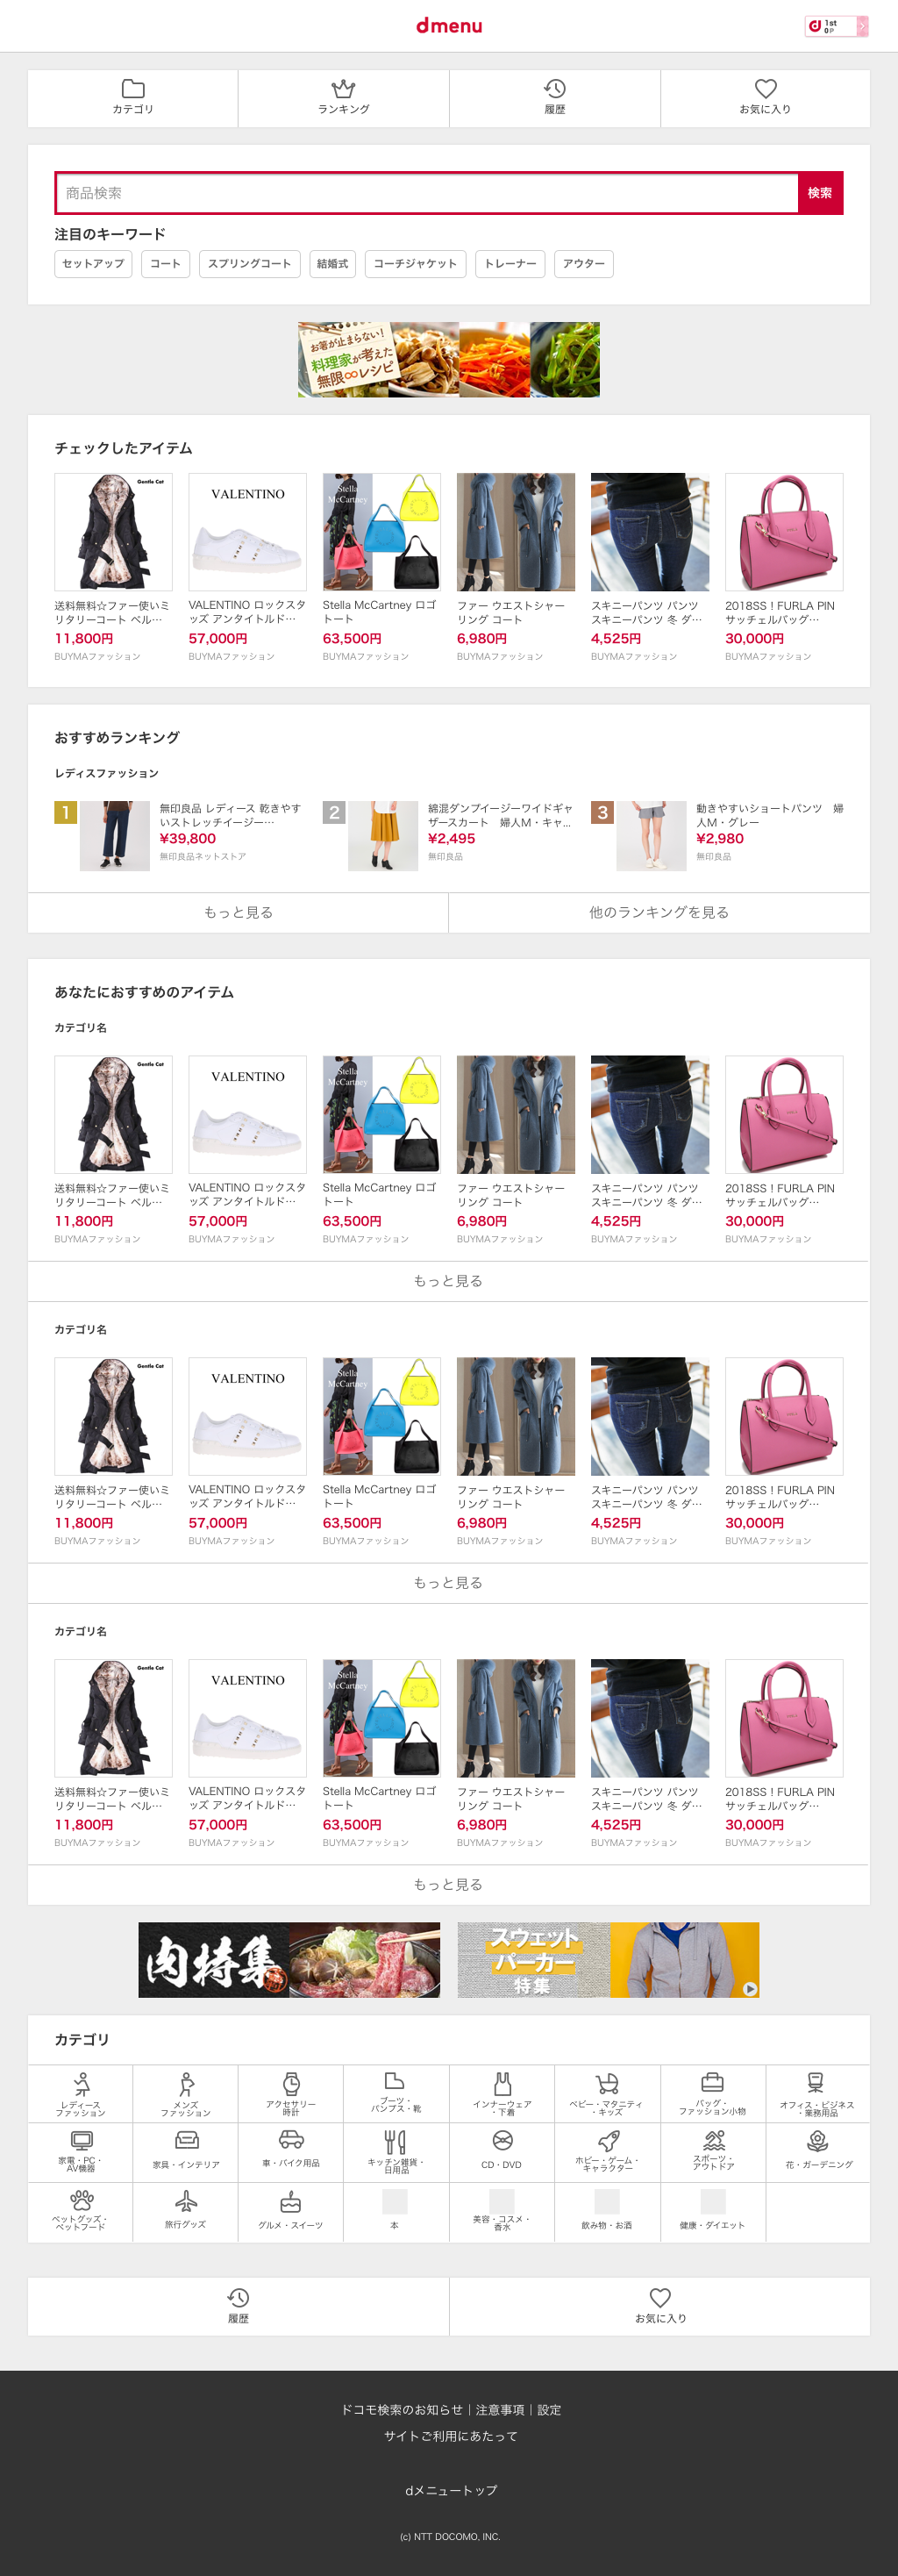 dmenu
d 1st
0P
カテゴリ
ランキング
履歴
お気に入り
商品検索
検索
注目のキーワード
セットアップ
コート
スプリングコート
結婚式
コーチジャケット
トレーナー
アウター
お箸が止まらない!
料理家が考えた
無限∞レシピ
チェックしたアイテム
Gentle Cat
VALENTINO
Stella
McCartney
送料無料☆ファー使いミ
リタリーコート ベル…
11,800円
BUYMAファッション
VALENTINO ロックスタ
ッズ アンタイトルド…
57,000円
BUYMAファッション
Stella McCartney ロゴ
トート
63,500円
BUYMAファッション
ファー ウエストシャー
リング コート
6,980円
BUYMAファッション
スキニーパンツ パンツ
スキニーパンツ 冬 ダ…
4,525円
BUYMAファッション
2018SS！FURLA PIN
サッチェルバッグ…
30,000円
BUYMAファッション
おすすめランキング
レディスファッション
1
無印良品 レディース 乾きやす
いストレッチイージー…
¥39,800
無印良品ネットストア
2
綿混ダンプイージーワイドギャ
ザースカート　婦人M・キャ...
¥2,495
無印良品
3
動きやすいショートパンツ　婦
人M・グレー
¥2,980
無印良品
もっと見る
他のランキングを見る
あなたにおすすめのアイテム
カテゴリ名
Gentle Cat
VALENTINO
Stella
McCartney
送料無料☆ファー使いミ
リタリーコート ベル…
11,800円
BUYMAファッション
VALENTINO ロックスタ
ッズ アンタイトルド…
57,000円
BUYMAファッション
Stella McCartney ロゴ
トート
63,500円
BUYMAファッション
ファー ウエストシャー
リング コート
6,980円
BUYMAファッション
スキニーパンツ パンツ
スキニーパンツ 冬 ダ…
4,525円
BUYMAファッション
2018SS！FURLA PIN
サッチェルバッグ…
30,000円
BUYMAファッション
もっと見る
カテゴリ名
Gentle Cat
VALENTINO
Stella
McCartney
送料無料☆ファー使いミ
リタリーコート ベル…
11,800円
BUYMAファッション
VALENTINO ロックスタ
ッズ アンタイトルド…
57,000円
BUYMAファッション
Stella McCartney ロゴ
トート
63,500円
BUYMAファッション
ファー ウエストシャー
リング コート
6,980円
BUYMAファッション
スキニーパンツ パンツ
スキニーパンツ 冬 ダ…
4,525円
BUYMAファッション
2018SS！FURLA PIN
サッチェルバッグ…
30,000円
BUYMAファッション
もっと見る
カテゴリ名
Gentle Cat
VALENTINO
Stella
McCartney
送料無料☆ファー使いミ
リタリーコート ベル…
11,800円
BUYMAファッション
VALENTINO ロックスタ
ッズ アンタイトルド…
57,000円
BUYMAファッション
Stella McCartney ロゴ
トート
63,500円
BUYMAファッション
ファー ウエストシャー
リング コート
6,980円
BUYMAファッション
スキニーパンツ パンツ
スキニーパンツ 冬 ダ…
4,525円
BUYMAファッション
2018SS！FURLA PIN
サッチェルバッグ…
30,000円
BUYMAファッション
もっと見る
肉特集
スウェット
パーカー
特集
カテゴリ
レディース
ファッション
メンズ
ファッション
アクセサリー
時計
ブーツ・
パンプス・靴
インナーウェア
・下着
ベビー・マタニティ
・キッズ
バッグ・
ファッション小物
オフィス・ビジネス
・業務用品
家電・PC・
AV機器
家具・インテリア
車・バイク用品
キッチン雑貨・
日用品
CD・DVD
ホビー・ゲーム・
キャラクター
スポーツ・
アウトドア
花・ガーデニング
ペットグッズ・
ペットフード
旅行グッズ
グルメ・スイーツ
本
美容・コスメ・
香水
飲み物・お酒
健康・ダイエット
履歴
お気に入り
ドコモ検索のお知らせ｜注意事項｜設定
サイトご利用にあたって
dメニュートップ
(c) NTT DOCOMO, INC.